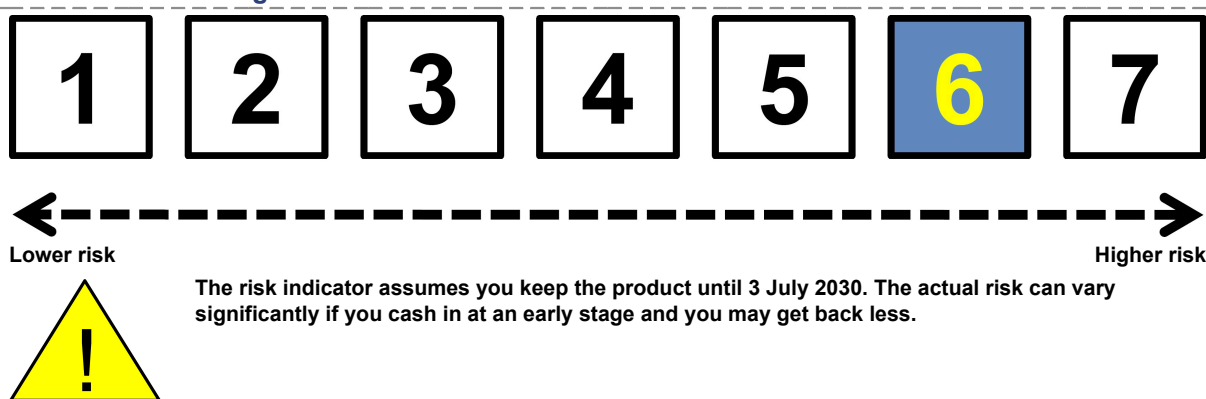 1 2 3 4 5 6 7
Lower risk Higher risk
The risk indicator assumes you keep the product until 3 July 2030. The actual risk can vary
significantly if you cash in at an early stage and you may get back less.
!